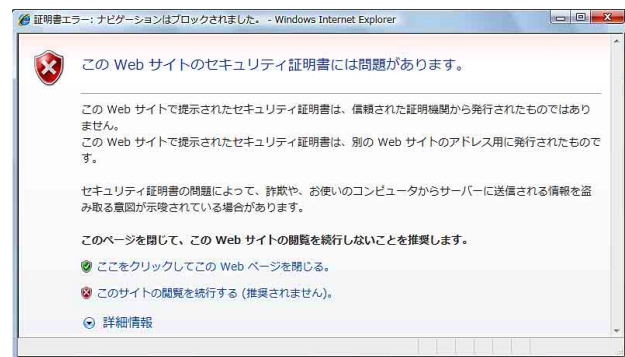 証明書エラー: ナビゲーションはブロックされました。 - Windows Internet Explorer
この Web サイトのセキュリティ証明書には問題があります。
この Web サイトで提示されたセキュリティ証明書は、信頼された証明機関から発行されたものではあり
ません。
この Web サイトで提示されたセキュリティ証明書は、別の Web サイトのアドレス用に発行されたもので
す。
セキュリティ証明書の問題によって、詐欺や、お使いのコンピュータからサーバーに送信される情報を盗
み取る意図が示唆されている場合があります。
このページを閉じて、この Web サイトの閲覧を続行しないことを推奨します。
ここをクリックしてこの Web ページを閉じる。
このサイトの閲覧を続行する (推奨されません)。
詳細情報